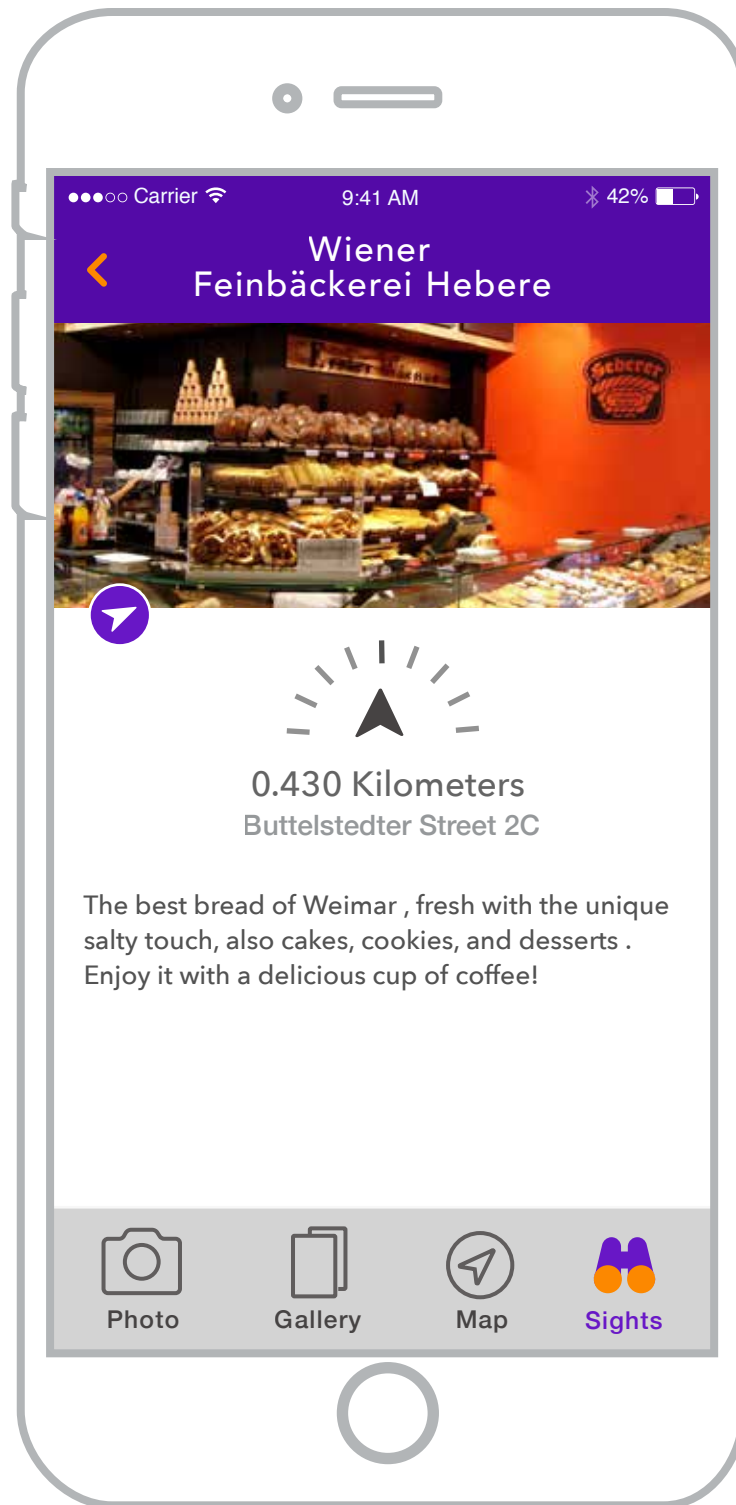 Carrier
9:41 AM
42%
Wiener
Feinbäckerei Hebere
0.430 Kilometers
Buttelstedter Street 2C
The best bread of Weimar , fresh with the unique
salty touch, also cakes, cookies, and desserts .
Enjoy it with a delicious cup of coffee!
Photo
Gallery
Map
Sights